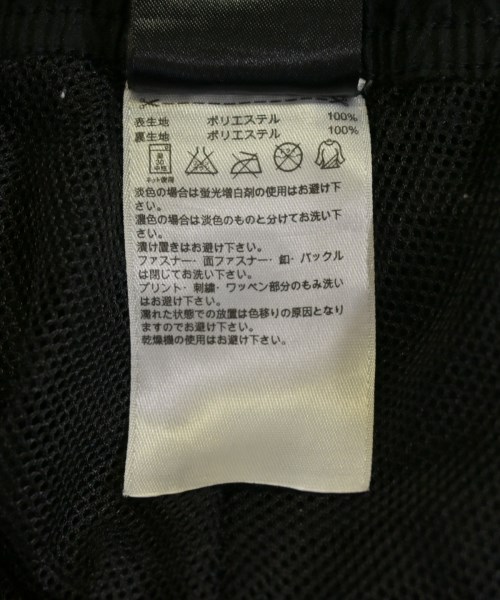 表生地 ポリエステル 100%
裏生地 ポリエステル 100%
ネット使用
淡色の場合は蛍光増白剤の使用はお避け下
さい。
濃色の場合は淡色のものと分けてお洗い下
さい。
漬け置きはお避け下さい。
ファスナー・面ファスナー・釦・バックル
は閉じてお洗い下さい。
プリント・刺繍・ワッペン部分のもみ洗い
はお避け下さい。
濡れた状態での放置は色移りの原因となり
ますのでお避け下さい。
乾燥機の使用はお避け下さい。